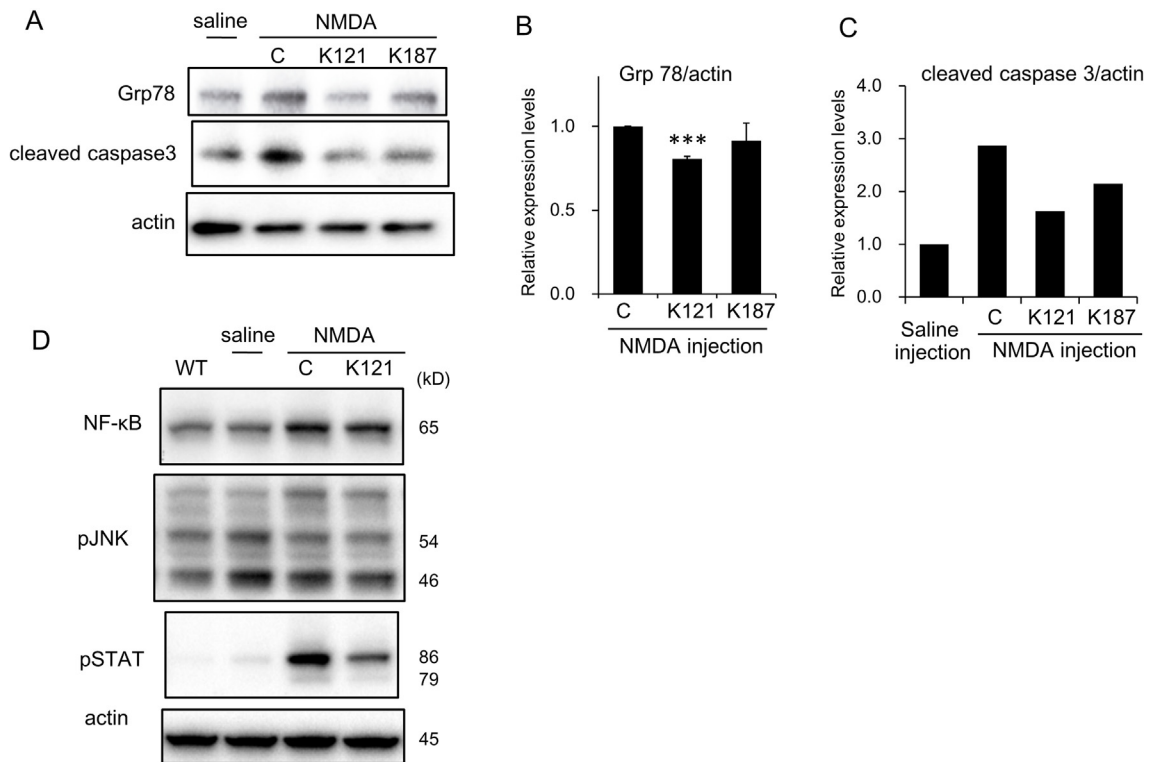 A
saline NMDA
C K121 K187
Grp78
cleaved caspase3
actin
B
Grp 78/actin
Relative expression levels
1.0
***
0.5
0.0
C K121 K187
NMDA injection
C
cleaved caspase 3/actin
Relative expression levels
4.0
3.0
2.0
1.0
0.0
Saline injection
C K121 K187
NMDA injection
D
saline NMDA
WT C K121 (kD)
NF-κB 65
pJNK 54
46
pSTAT 86
79
actin 45